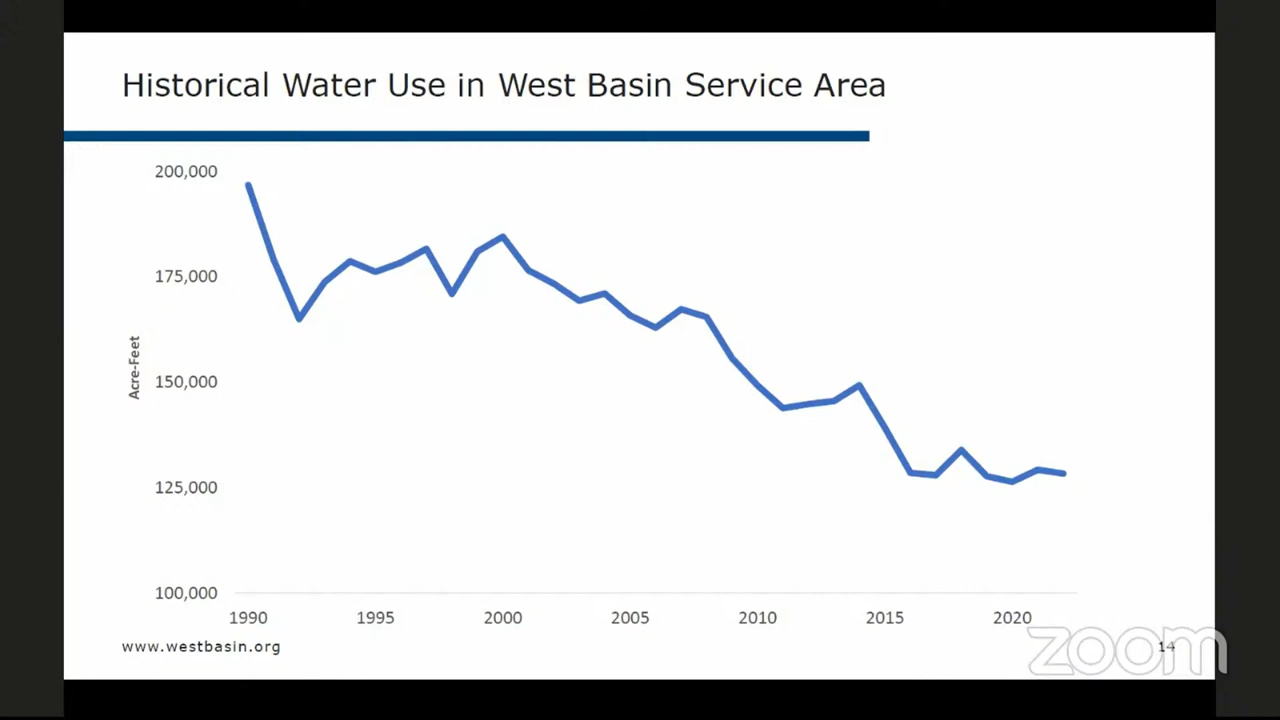 Historical Water Use in West Basin Service Area
200,000
175,000
150,000
125,000
100,000
Acre-Feet
1990 1995 2000 2005 2010 2015 2020
www.westbasin.org
14
zoom